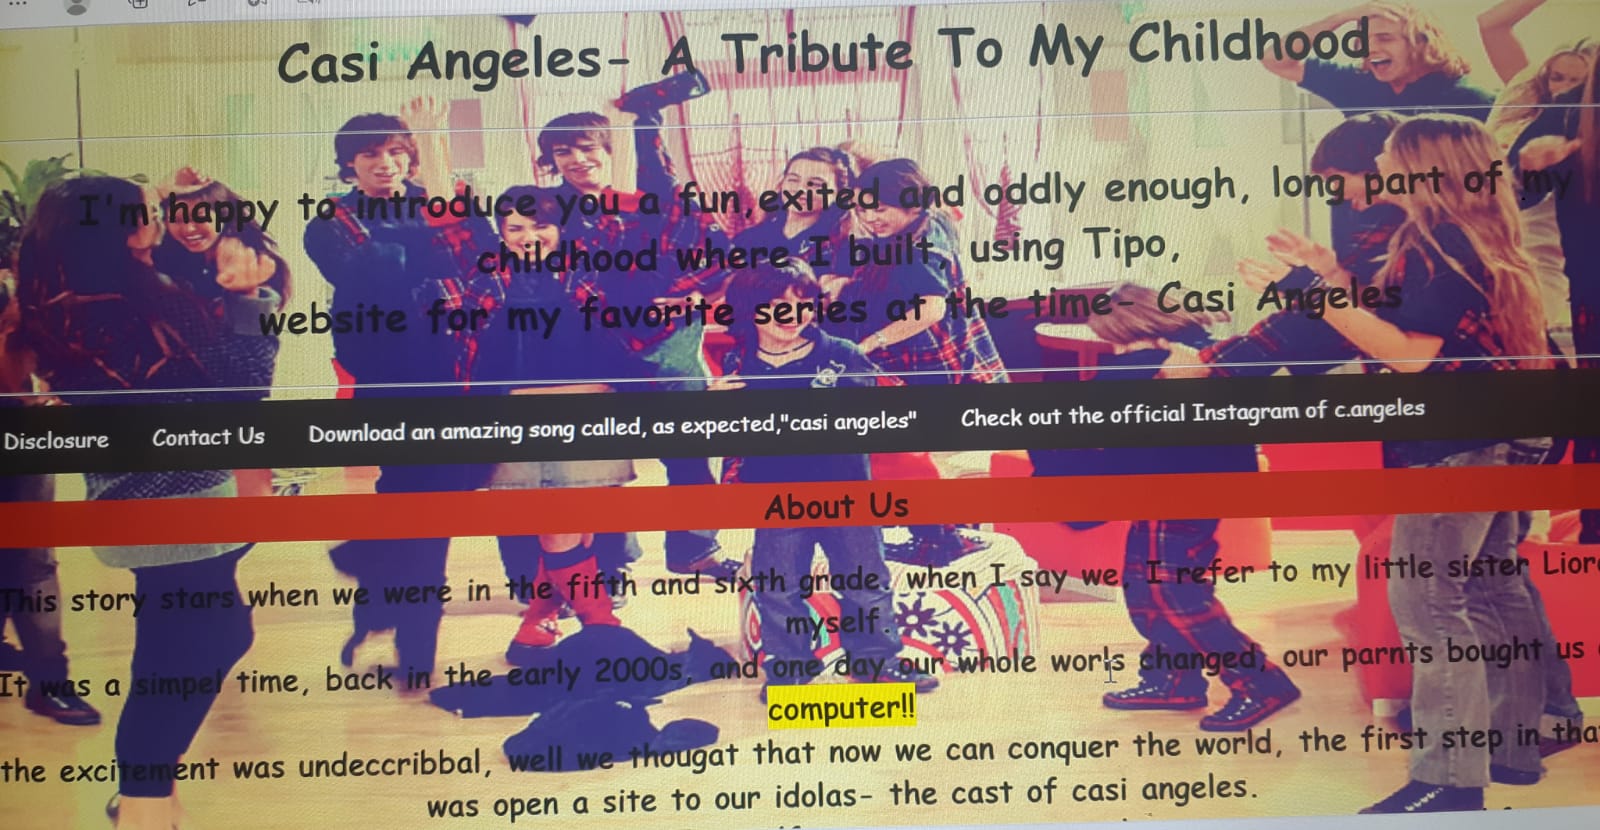 Casi Angeles- A Tribute To My Childhood
I'm happy to introduce you a fun,exited and oddly enough, long part of my
childhood where I built, using Tipo,
website for my favorite series at the time- Casi Angeles
Disclosure Contact Us Download an amazing song called, as expected,"casi angeles" Check out the official Instagram of c.angeles
About Us
This story stars when we were in the fifth and sixth grade. when I say we, I refer to my little sister
myself.
It was a simpel time, back in the early 2000s, and one day our whole worls changed, our parnts bought us
computer!!
the excitement was undeccribbal, well we thougat that now we can conquer the world, the first step in
was open a site to our idolas- the cast of casi angeles.